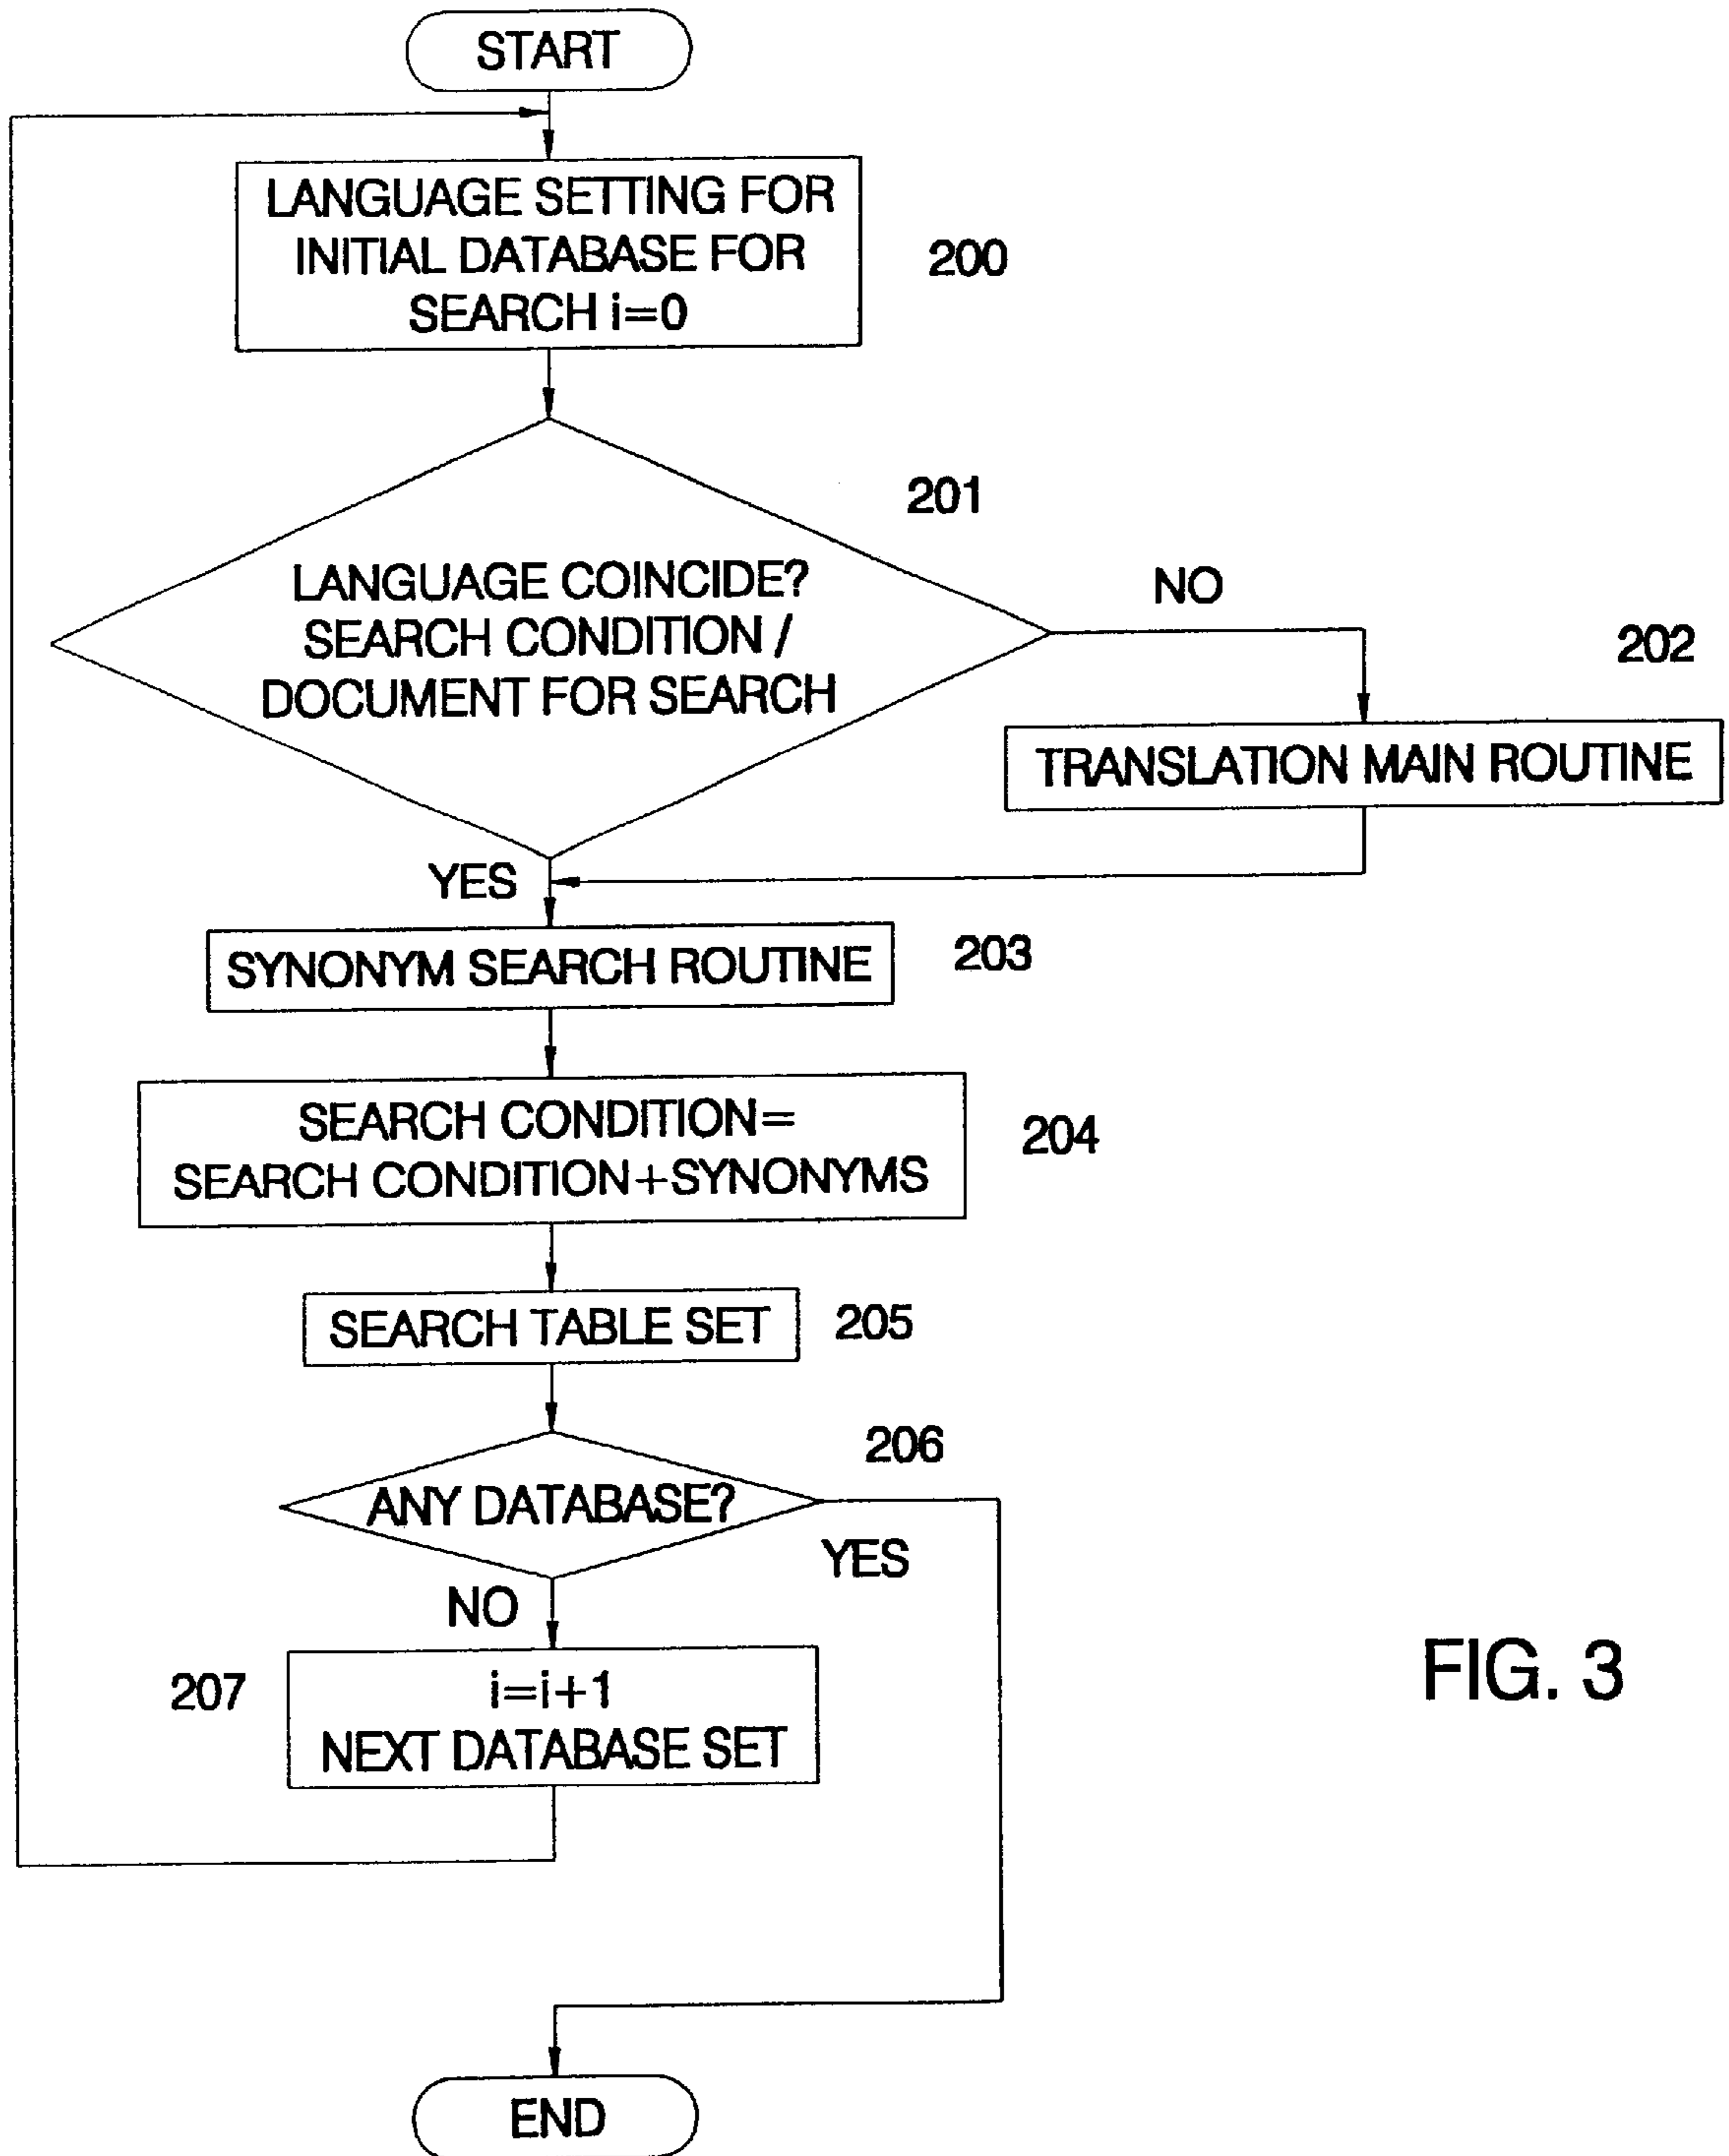 START
LANGUAGE SETTING FOR
INITIAL DATABASE FOR
SEARCH i=0
200
201
LANGUAGE COINCIDE?
SEARCH CONDITION /
DOCUMENT FOR SEARCH
NO
202
TRANSLATION MAIN ROUTINE
YES
SYNONYM SEARCH ROUTINE
203
SEARCH CONDITION=
SEARCH CONDITION+SYNONYMS
204
SEARCH TABLE SET
205
206
ANY DATABASE?
YES
NO
207
i=i+1
NEXT DATABASE SET
FIG. 3
END